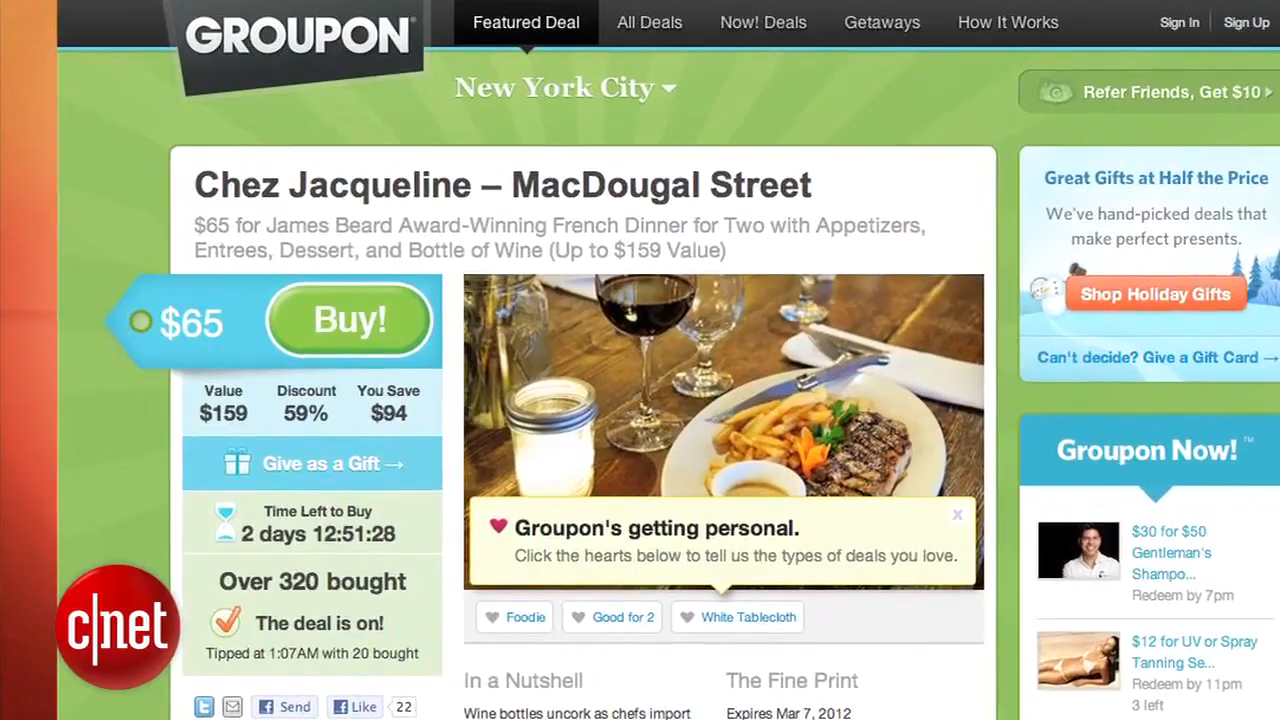 GROUPON
Featured Deal
All Deals
Now! Deals
Getaways
How It Works
Sign In
Sign Up
New York City
Refer Friends, Get $10
Chez Jacqueline – MacDougal Street
$65 for James Beard Award-Winning French Dinner for Two with Appetizers,
Entrees, Dessert, and Bottle of Wine (Up to $159 Value)
$65
Buy!
Value
Discount
You Save
$159
59%
$94
Give as a Gift →
Time Left to Buy
2 days 12:51:28
Over 320 bought
The deal is on!
Tipped at 1:07AM with 20 bought
Send
Like
22
Groupon's getting personal.
x
Click the hearts below to tell us the types of deals you love.
Foodie
Good for 2
White Tablecloth
In a Nutshell
Wine bottles uncork as chefs import
The Fine Print
Expires Mar 7, 2012
Great Gifts at Half the Price
We've hand-picked deals that
make perfect presents.
Shop Holiday Gifts
Can't decide? Give a Gift Card →
Groupon Now!™
$30 for $50
Gentleman's
Shampo...
Redeem by 7pm
$12 for UV or Spray
Tanning Se...
Redeem by 11pm
3 left
c|net